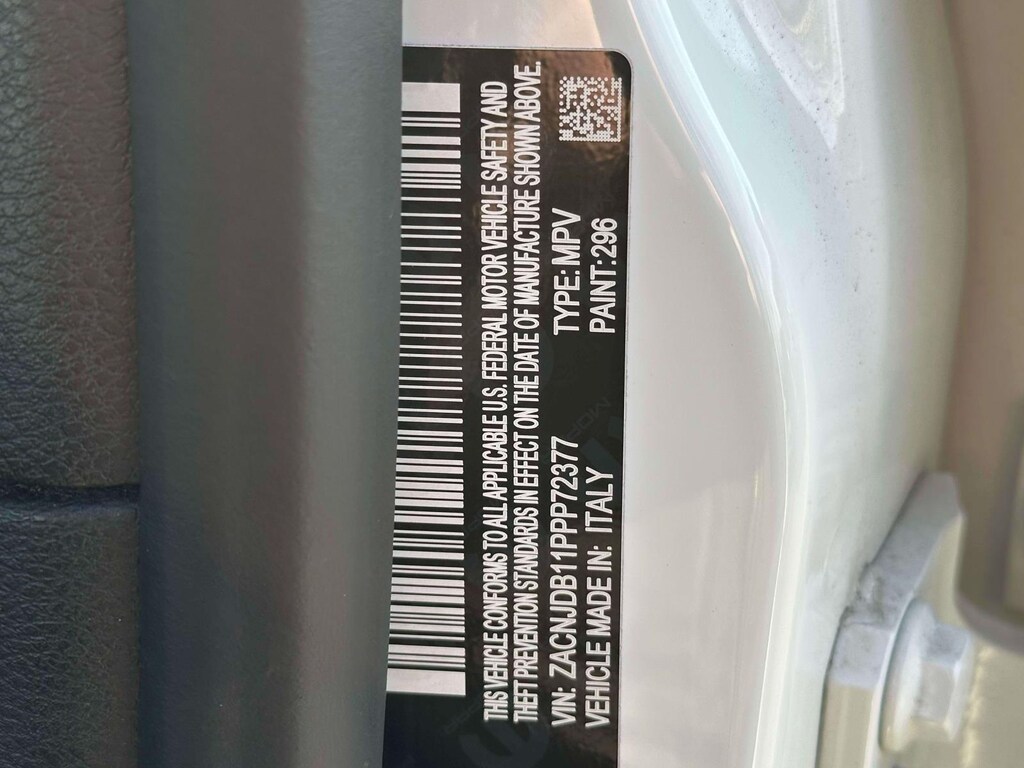 THIS VEHICLE CONFORMS TO ALL APPLICABLE U.S. FEDERAL MOTOR VEHICLE SAFETY AND
THEFT PREVENTION STANDARDS IN EFFECT ON THE DATE OF MANUFACTURE SHOWN ABOVE.
VIN: ZACNJDB11PPP72377 TYPE: MPV
VEHICLE MADE IN: ITALY PAINT:296